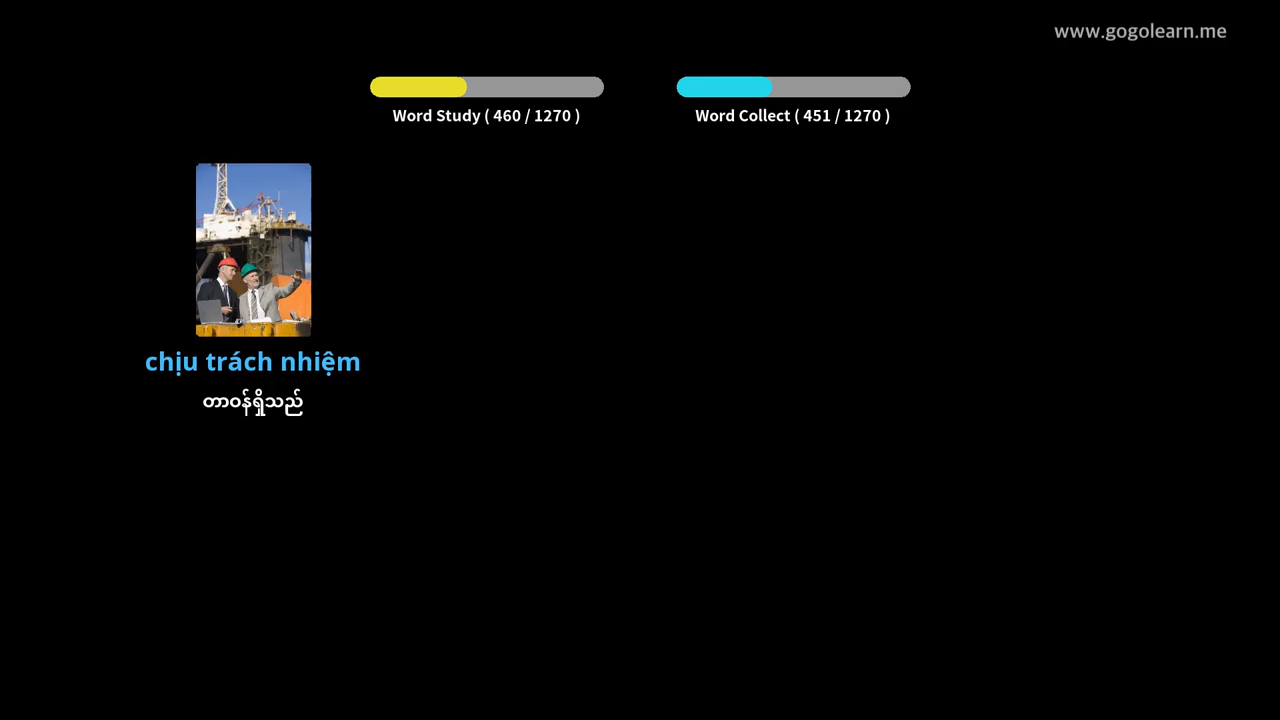 www.gogolearn.me
Word Study ( 460 / 1270 )
Word Collect ( 451 / 1270 )
chịu trách nhiệm
တာဝန်ရှိသည်